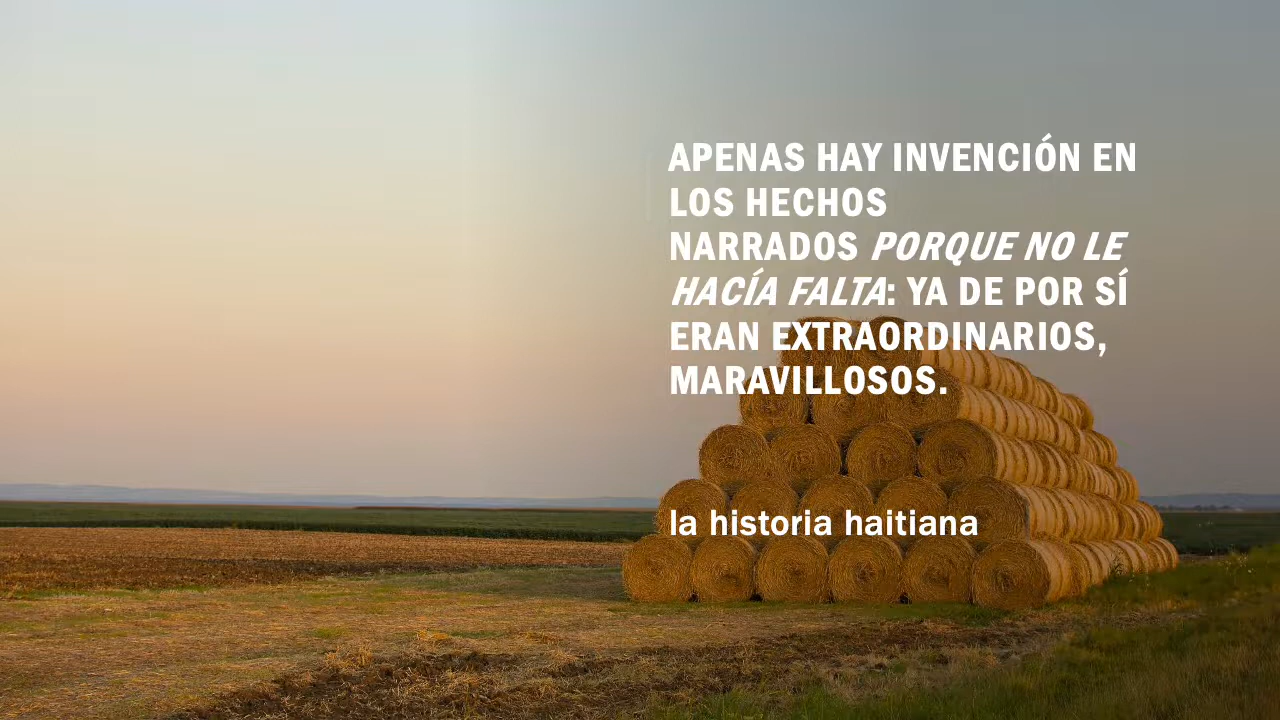 APENAS HAY INVENCIÓN EN
LOS HECHOS
NARRADOS PORQUE NO LE
HACÍA FALTA: YA DE POR SÍ
ERAN EXTRAORDINARIOS,
MARAVILLOSOS.
la historia haitiana